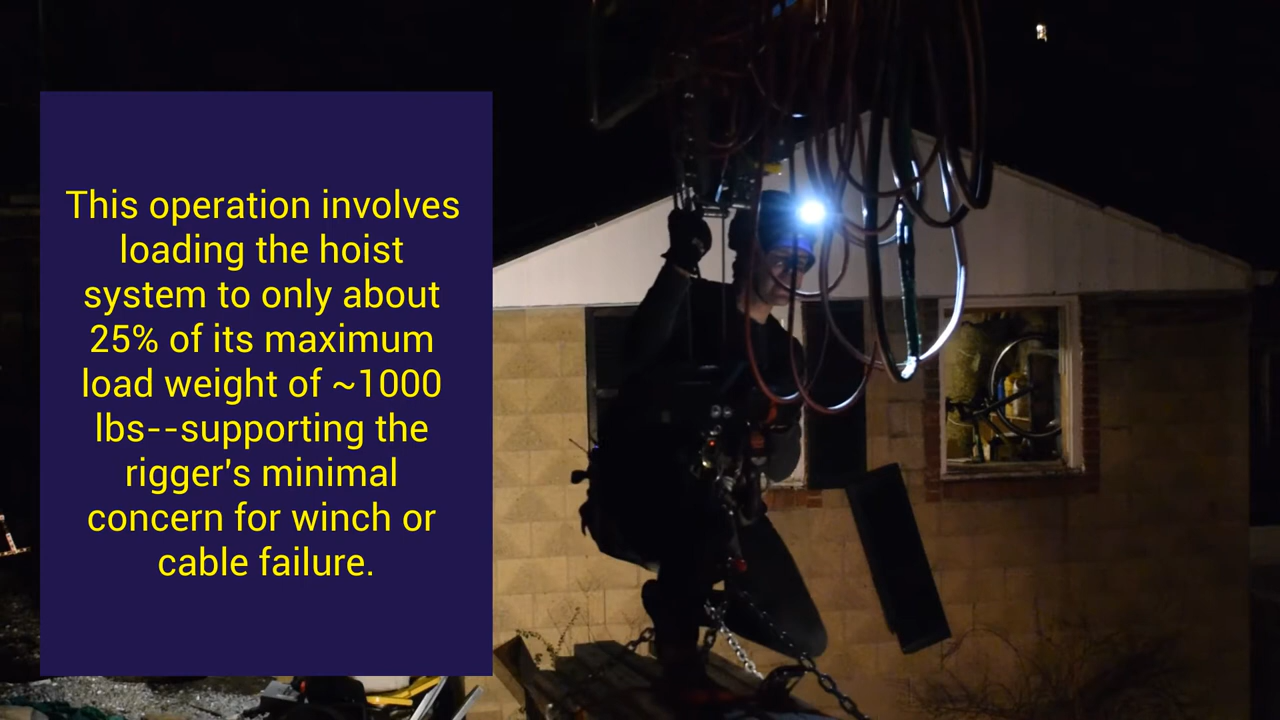 This operation involves
loading the hoist
system to only about
25% of its maximum
load weight of ~1000
lbs--supporting the
rigger's minimal
concern for winch or
cable failure.